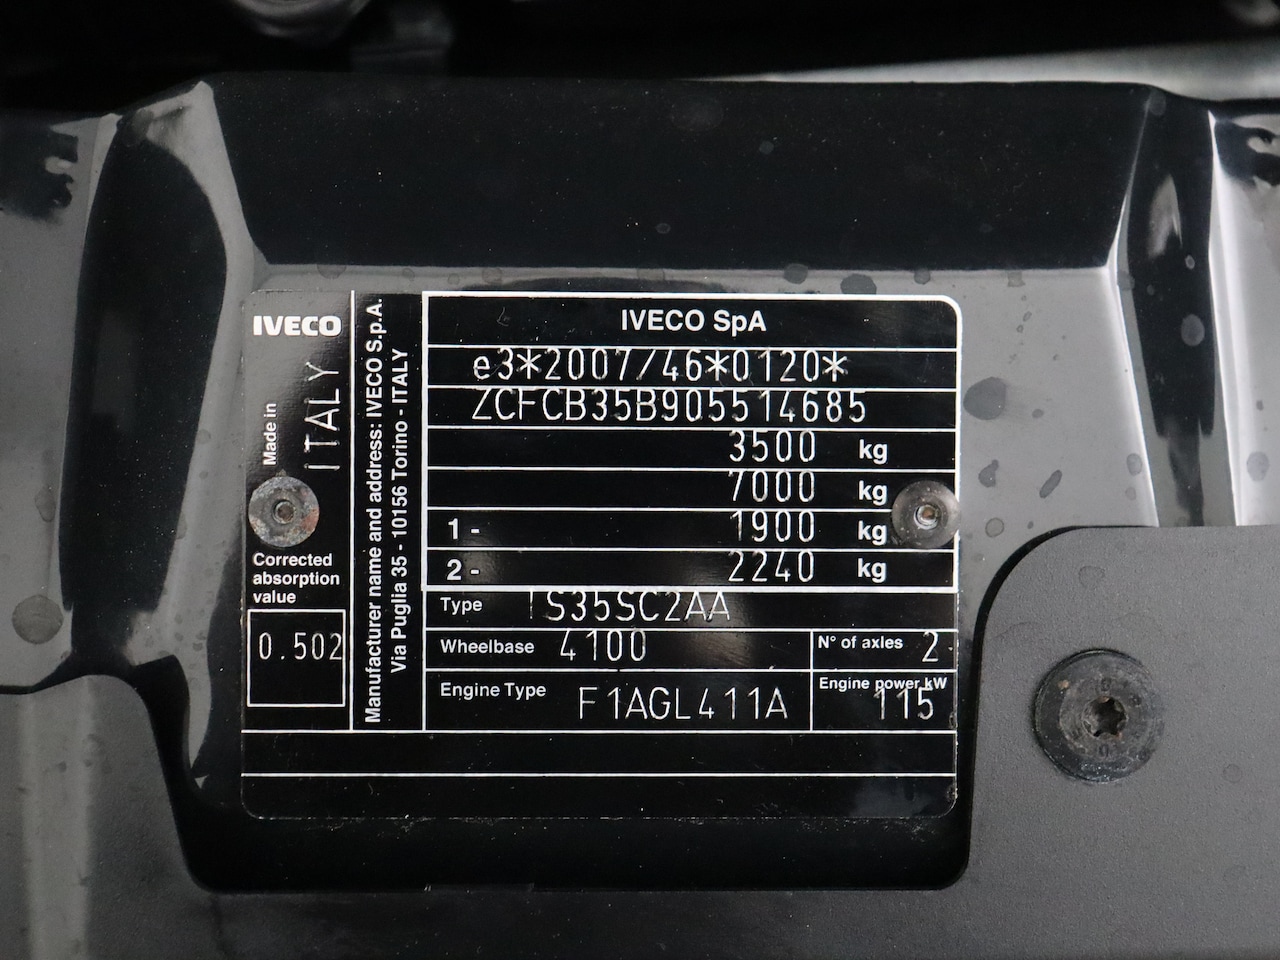 IVECO
Made in
ITALY
Corrected
absorption
value
0.502
Manufacturer name and address: IVECO S.p.A.
Via Puglia 35 - 10156 Torino - ITALY
IVECO SpA
e3*2007/46*0120*
ZCFCB35B905514685
3500 kg
7000 kg
1 - 1900 kg
2 - 2240 kg
Type IS35SC2AA
Wheelbase 4100
N° of axles 2
Engine Type F1AGL411A
Engine power kW
115